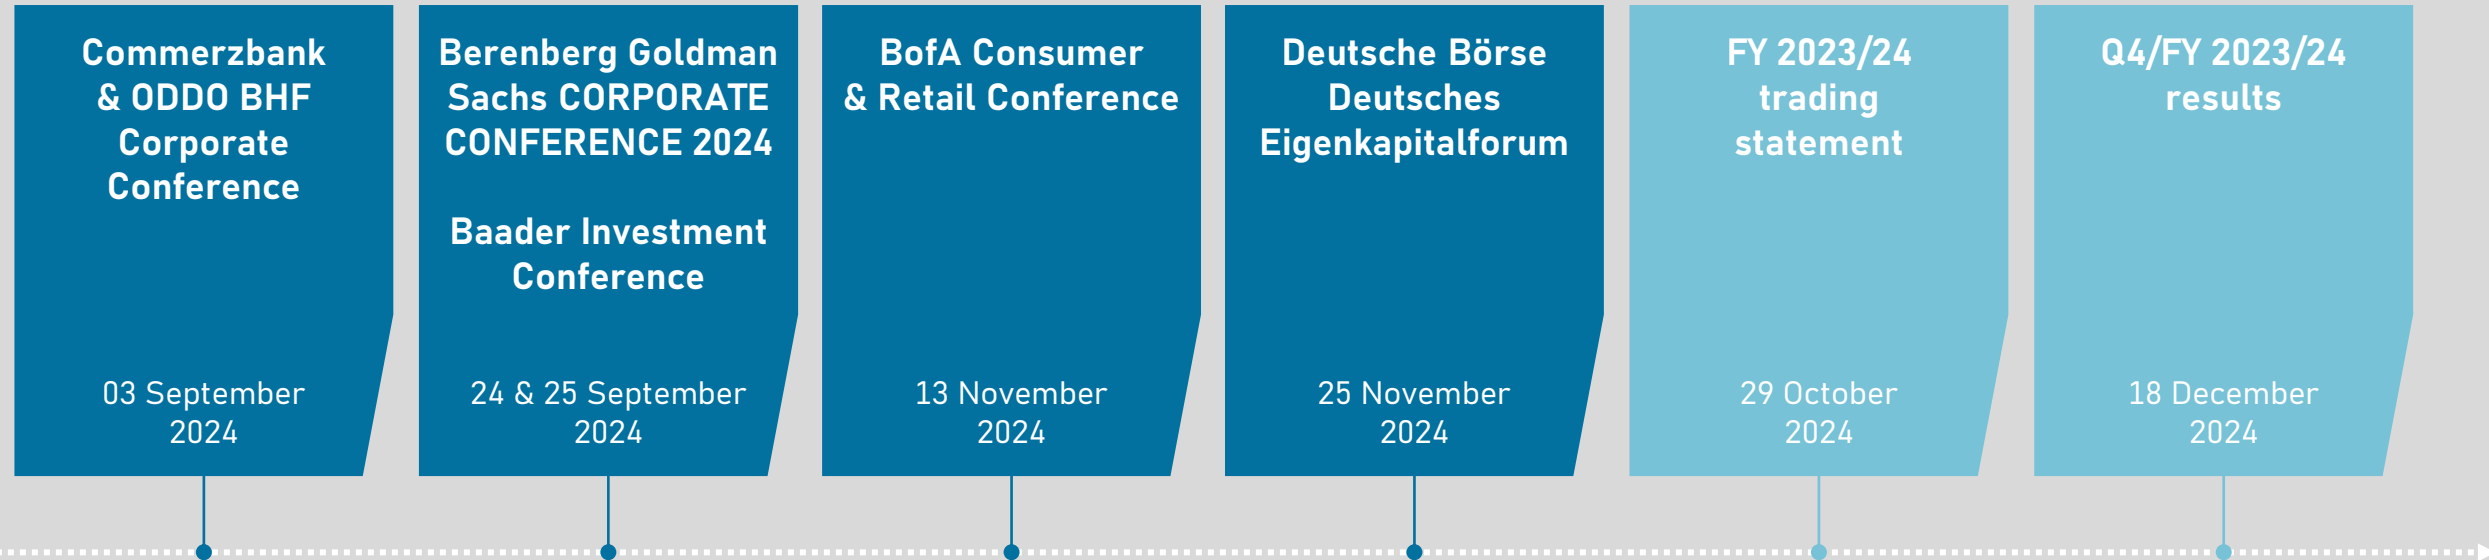 Commerzbank
& ODDO BHF
Corporate
Conference
03 September
2024
Berenberg Goldman
Sachs CORPORATE
CONFERENCE 2024
Baader Investment
Conference
24 & 25 September
2024
BofA Consumer
& Retail Conference
13 November
2024
Deutsche Börse
Deutsches
Eigenkapitalforum
25 November
2024
FY 2023/24
trading
statement
29 October
2024
Q4/FY 2023/24
results
18 December
2024